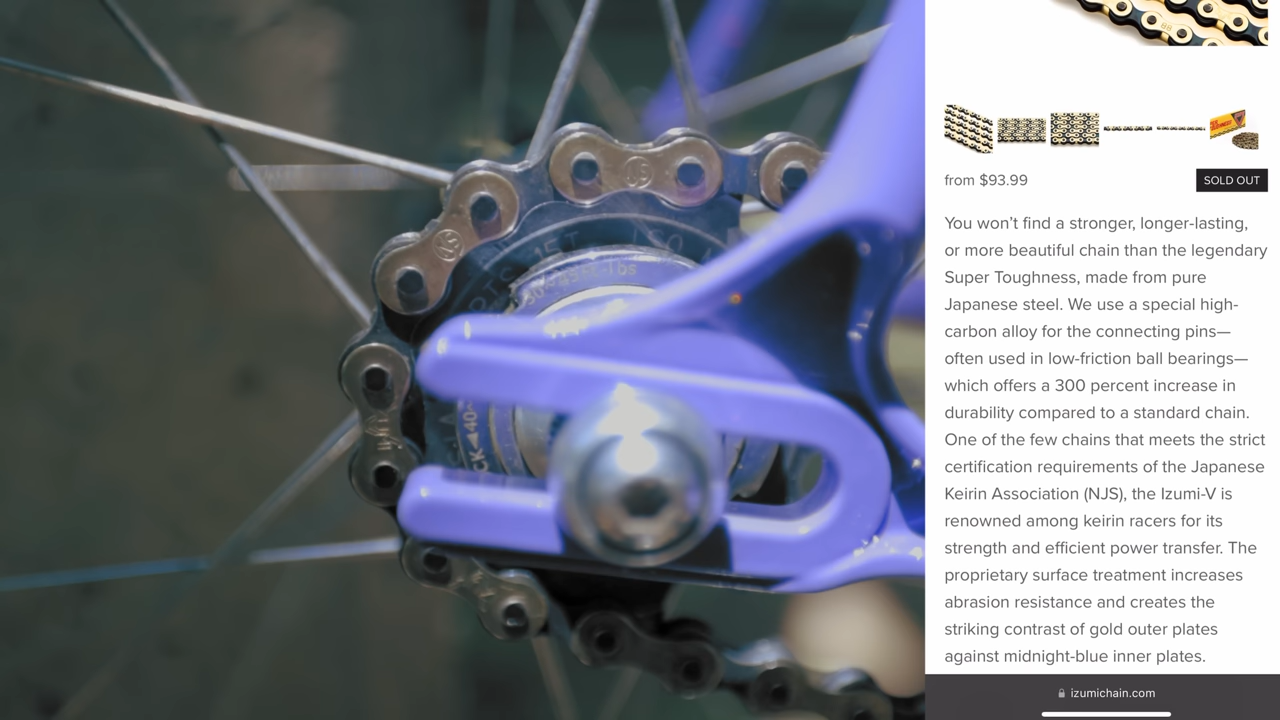 from $93.99
SOLD OUT
You won’t find a stronger, longer-lasting,
or more beautiful chain than the legendary
Super Toughness, made from pure
Japanese steel. We use a special high-
carbon alloy for the connecting pins—
often used in low-friction ball bearings—
which offers a 300 percent increase in
durability compared to a standard chain.
One of the few chains that meets the strict
certification requirements of the Japanese
Keirin Association (NJS), the Izumi-V is
renowned among keirin racers for its
strength and efficient power transfer. The
proprietary surface treatment increases
abrasion resistance and creates the
striking contrast of gold outer plates
against midnight-blue inner plates.
izumichain.com